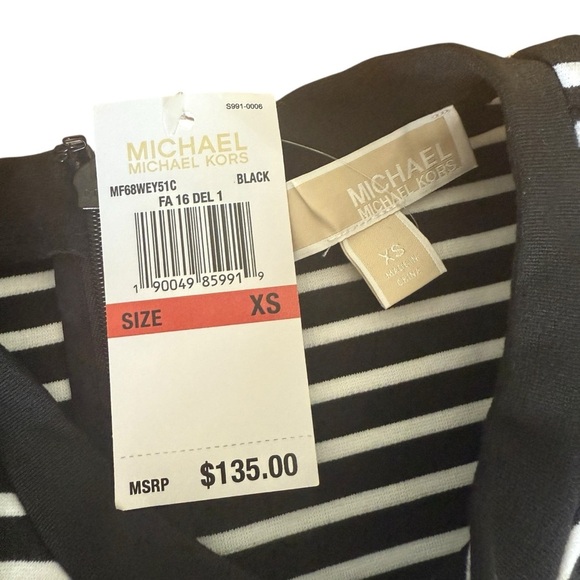 S991-0006
MICHAEL
MICHAEL KORS
MF68WEY51C BLACK
FA 16 DEL 1
1 90049 85991 9
SIZE XS
MSRP $135.00
MICHAEL
MICHAEL KORS
XS
MADE IN
CHINA